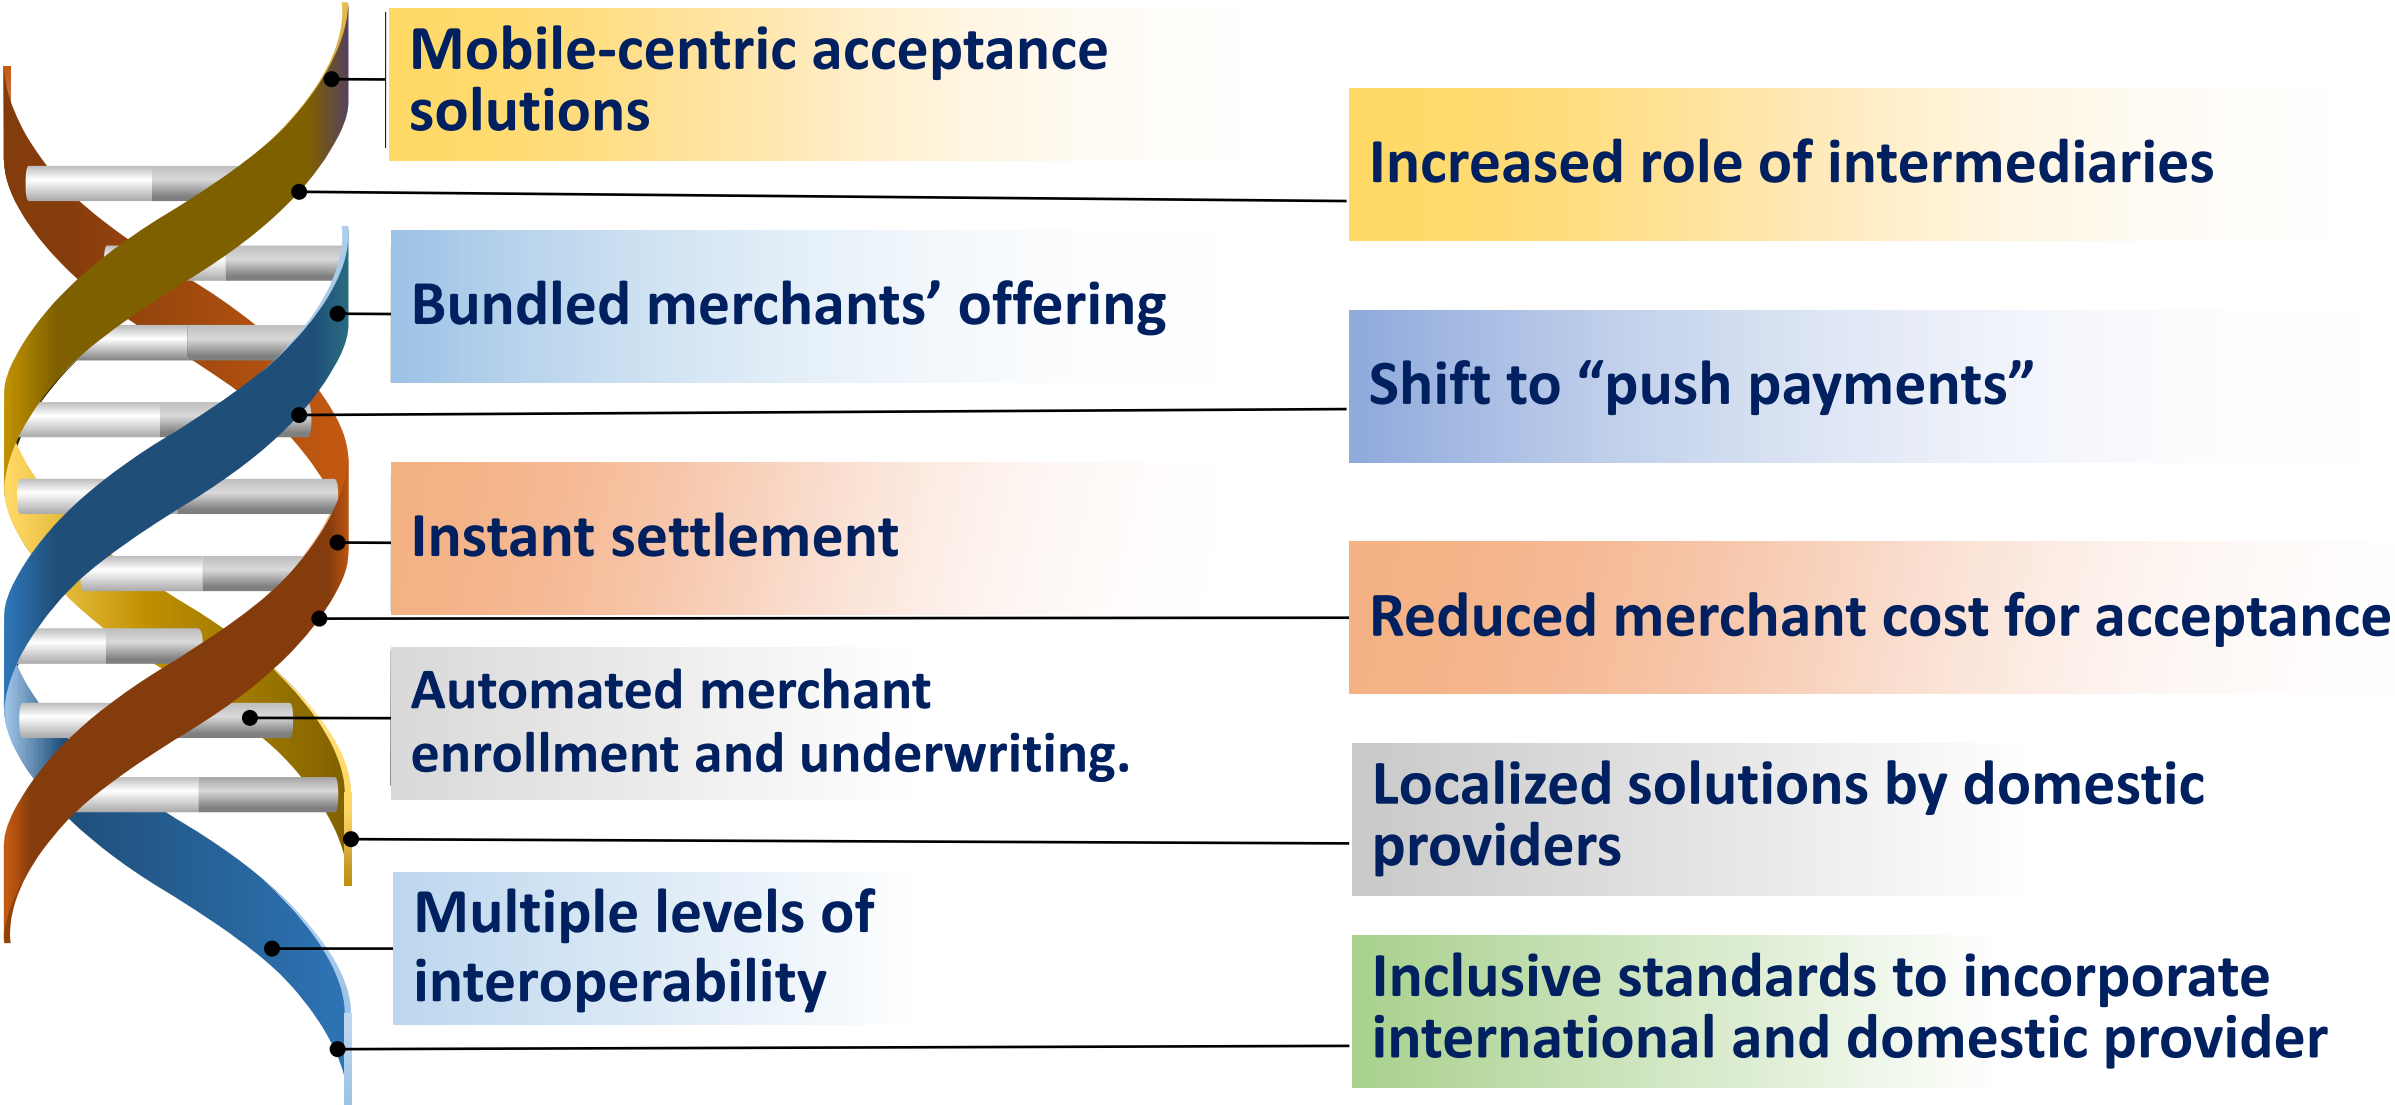 Mobile-centric acceptance
solutions
Increased role of intermediaries
Bundled merchants’ offering
Shift to “push payments”
Instant settlement
Reduced merchant cost for acceptance
Automated merchant
enrollment and underwriting.
Localized solutions by domestic
providers
Multiple levels of
interoperability
Inclusive standards to incorporate
international and domestic provider